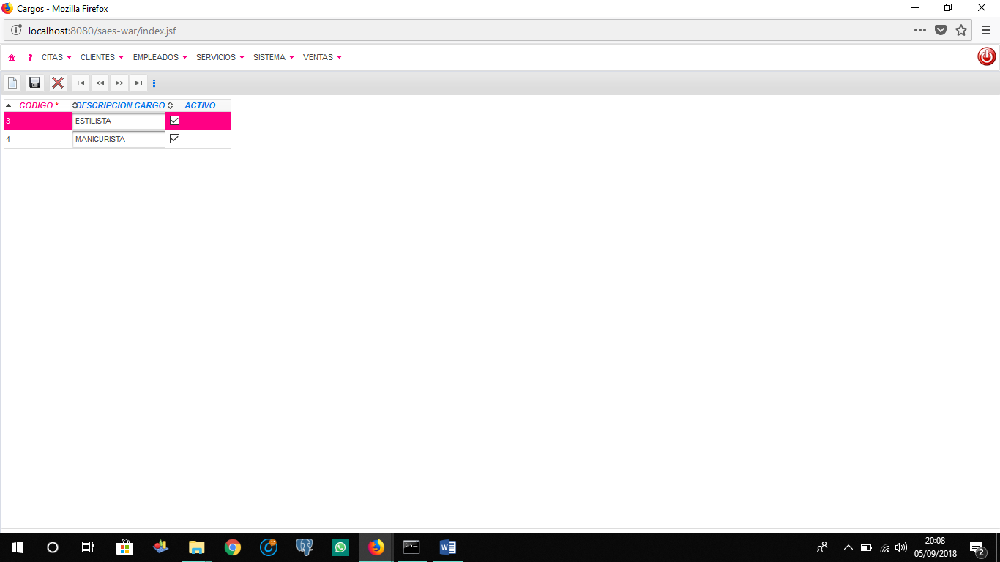 Cargos - Mozilla Firefox
localhost:8080/saes-war/index.jsf
? CITAS CLIENTES EMPLEADOS SERVICIOS SISTEMA VENTAS
CODIGO * DESCRIPCION CARGO ACTIVO
3 ESTILISTA
4 MANICURISTA
20:08
05/09/2018
2